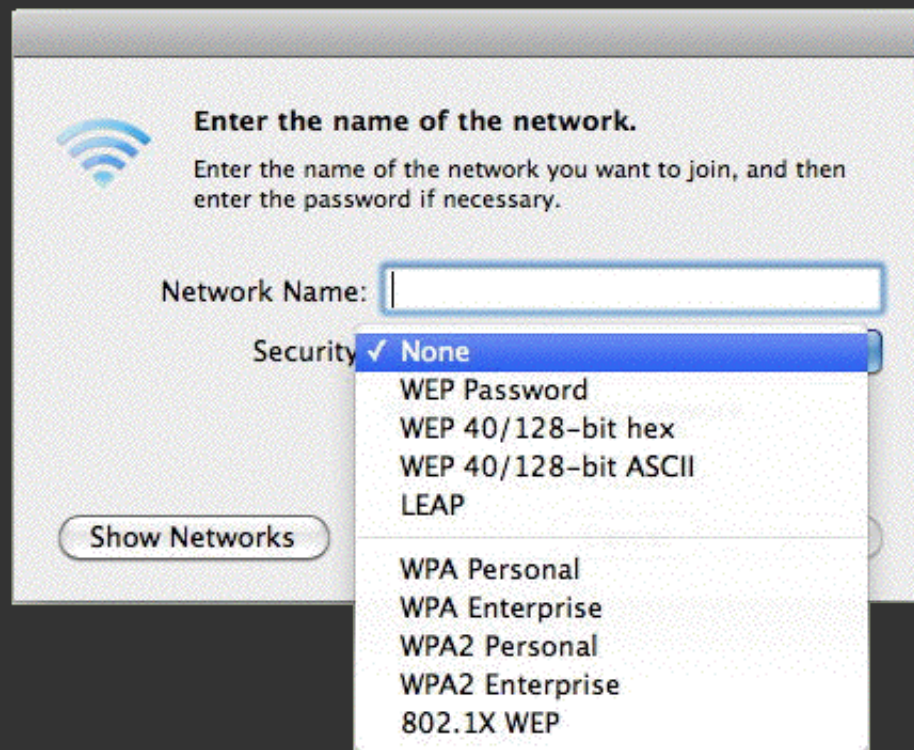 Enter the name of the network.
Enter the name of the network you want to join, and then
enter the password if necessary.
Network Name:
Security
✓ None
WEP Password
WEP 40/128-bit hex
WEP 40/128-bit ASCII
LEAP
Show Networks
WPA Personal
WPA Enterprise
WPA2 Personal
WPA2 Enterprise
802.1X WEP